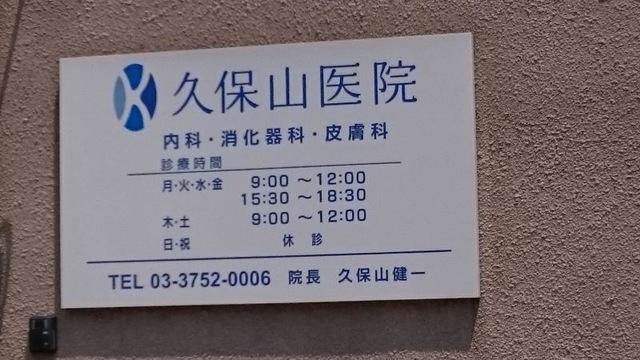 久保山医院
内科・消化器科・皮膚科
診療時間
月・火・水・金 9:00 ～12:00
15:30 ～18:30
木・土 9:00 ～12:00
日・祝 休 診
TEL 03-3752-0006 院長 久保山健一